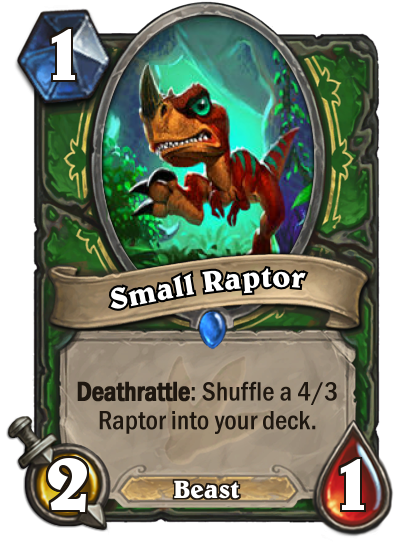 1
Small Raptor
Deathrattle: Shuffle a 4/3
Raptor into your deck.
2
Beast
1